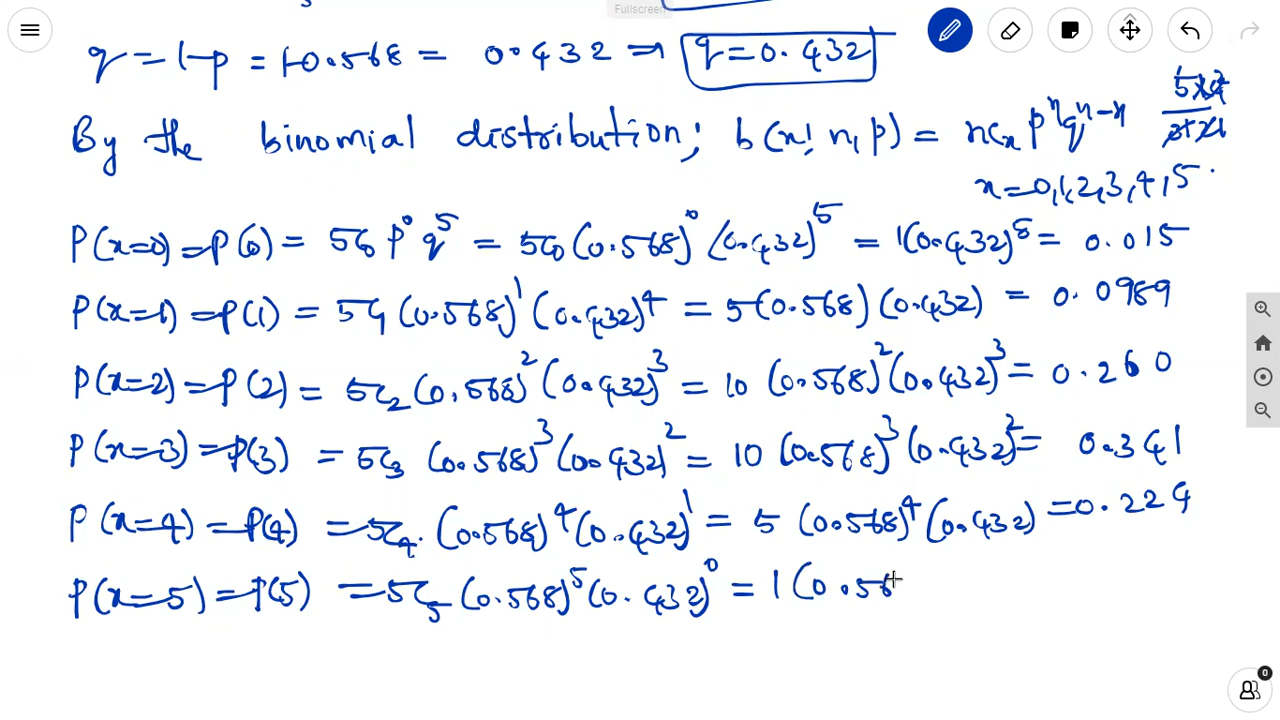 Fullscreen
q = 1-p = 1-0.568 = 0.432 ⇒ q = 0.432
By the binomial distribution; b(x; n, p) = nCx p^x q^n-x
x = 0,1,2,3,4,5.
P(x=0) = P(0) = 5C0 p^0 q^5 = 5C0 (0.568)^0 (0.432)^5 = 1(0.432)^5 = 0.015
P(x=1) = P(1) = 5C1 (0.568)^1 (0.432)^4 = 5(0.568) (0.432) = 0.0989
P(x=2) = P(2) = 5C2 (0.568)^2 (0.432)^3 = 10 (0.568)^2 (0.432)^3 = 0.260
P(x=3) = P(3) = 5C3 (0.568)^3 (0.432)^2 = 10 (0.568)^3 (0.432)^2 = 0.341
P(x=4) = P(4) = 5C4. (0.568)^4 (0.432)^1 = 5 (0.568)^4 (0.432) = 0.224
P(x=5) = P(5) = 5C5 (0.568)^5 (0.432)^0 = 1 (0.56
0